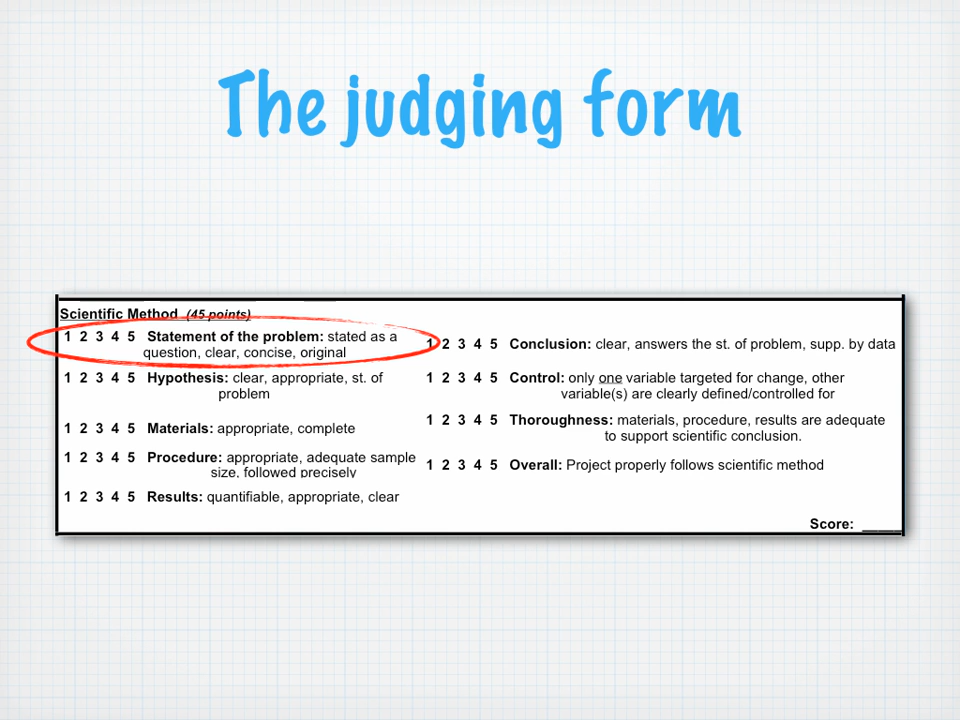 The judging form
Scientific Method (45 points)
1 2 3 4 5 Statement of the problem: stated as a
question, clear, concise, original
1 2 3 4 5 Hypothesis: clear, appropriate, st. of
problem
1 2 3 4 5 Materials: appropriate, complete
1 2 3 4 5 Procedure: appropriate, adequate sample
size, followed precisely
1 2 3 4 5 Results: quantifiable, appropriate, clear
1 2 3 4 5 Conclusion: clear, answers the st. of problem, supp. by data
1 2 3 4 5 Control: only one variable targeted for change, other
variable(s) are clearly defined/controlled for
1 2 3 4 5 Thoroughness: materials, procedure, results are adequate
to support scientific conclusion.
1 2 3 4 5 Overall: Project properly follows scientific method
Score: _____